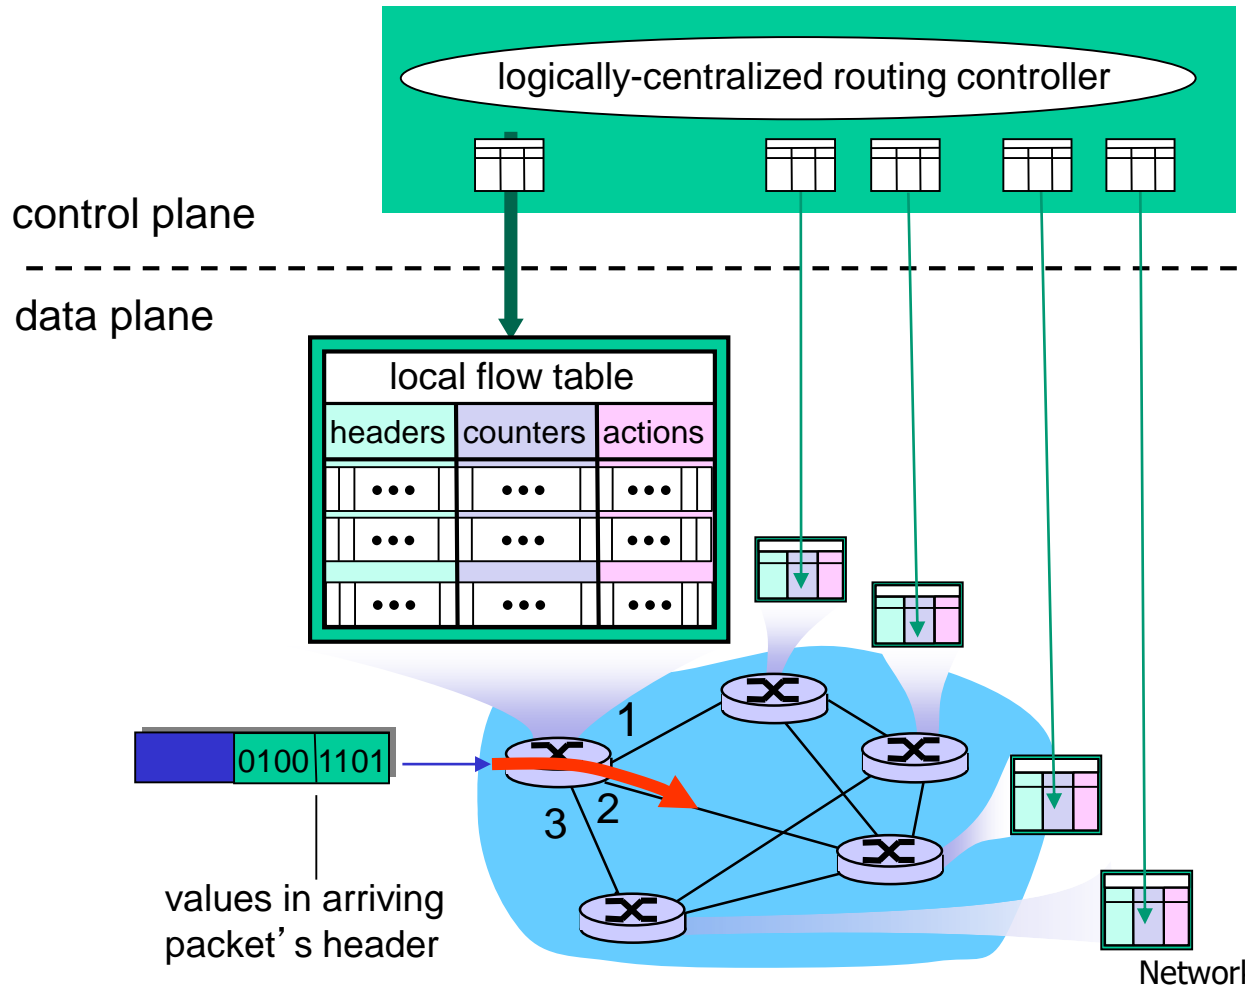 logically-centralized routing controller
control plane
data plane
local flow table
headers counters actions
1
0100 1101
2
3
values in arriving
packet’s header
Network